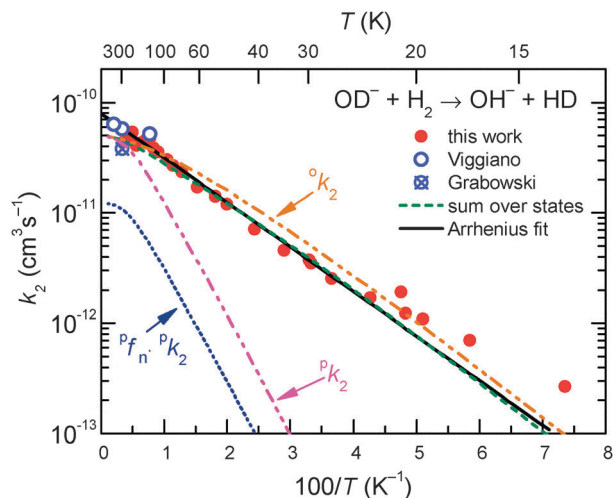 T (K)
300 100 60 40 30 20 15
OD⁻ + H₂ → OH⁻ + HD
this work
Viggiano
Grabowski
sum over states
Arrhenius fit
ᵒk₂
ᵖfₙ· ᵖk₂
ᵖk₂
k₂ (cm³ s⁻¹)
10⁻¹⁰
10⁻¹¹
10⁻¹²
10⁻¹³
0 1 2 3 4 5 6 7 8
100/T (K⁻¹)